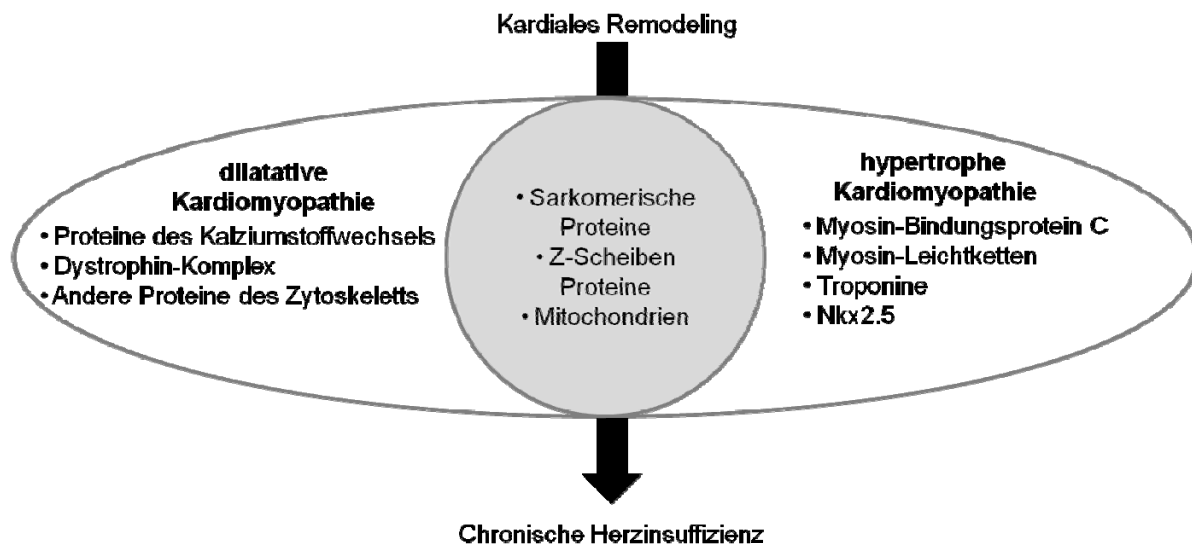 Kardiales Remodeling
dilatative
Kardiomyopathie
• Proteine des Kalziumstoffwechsels
• Dystrophin-Komplex
• Andere Proteine des Zytoskeletts
• Sarkomerische
Proteine
• Z-Scheiben
Proteine
• Mitochondrien
hypertrophe
Kardiomyopathie
• Myosin-Bindungsprotein C
• Myosin-Leichtketten
• Troponine
• Nkx2.5
Chronische Herzinsuffizienz